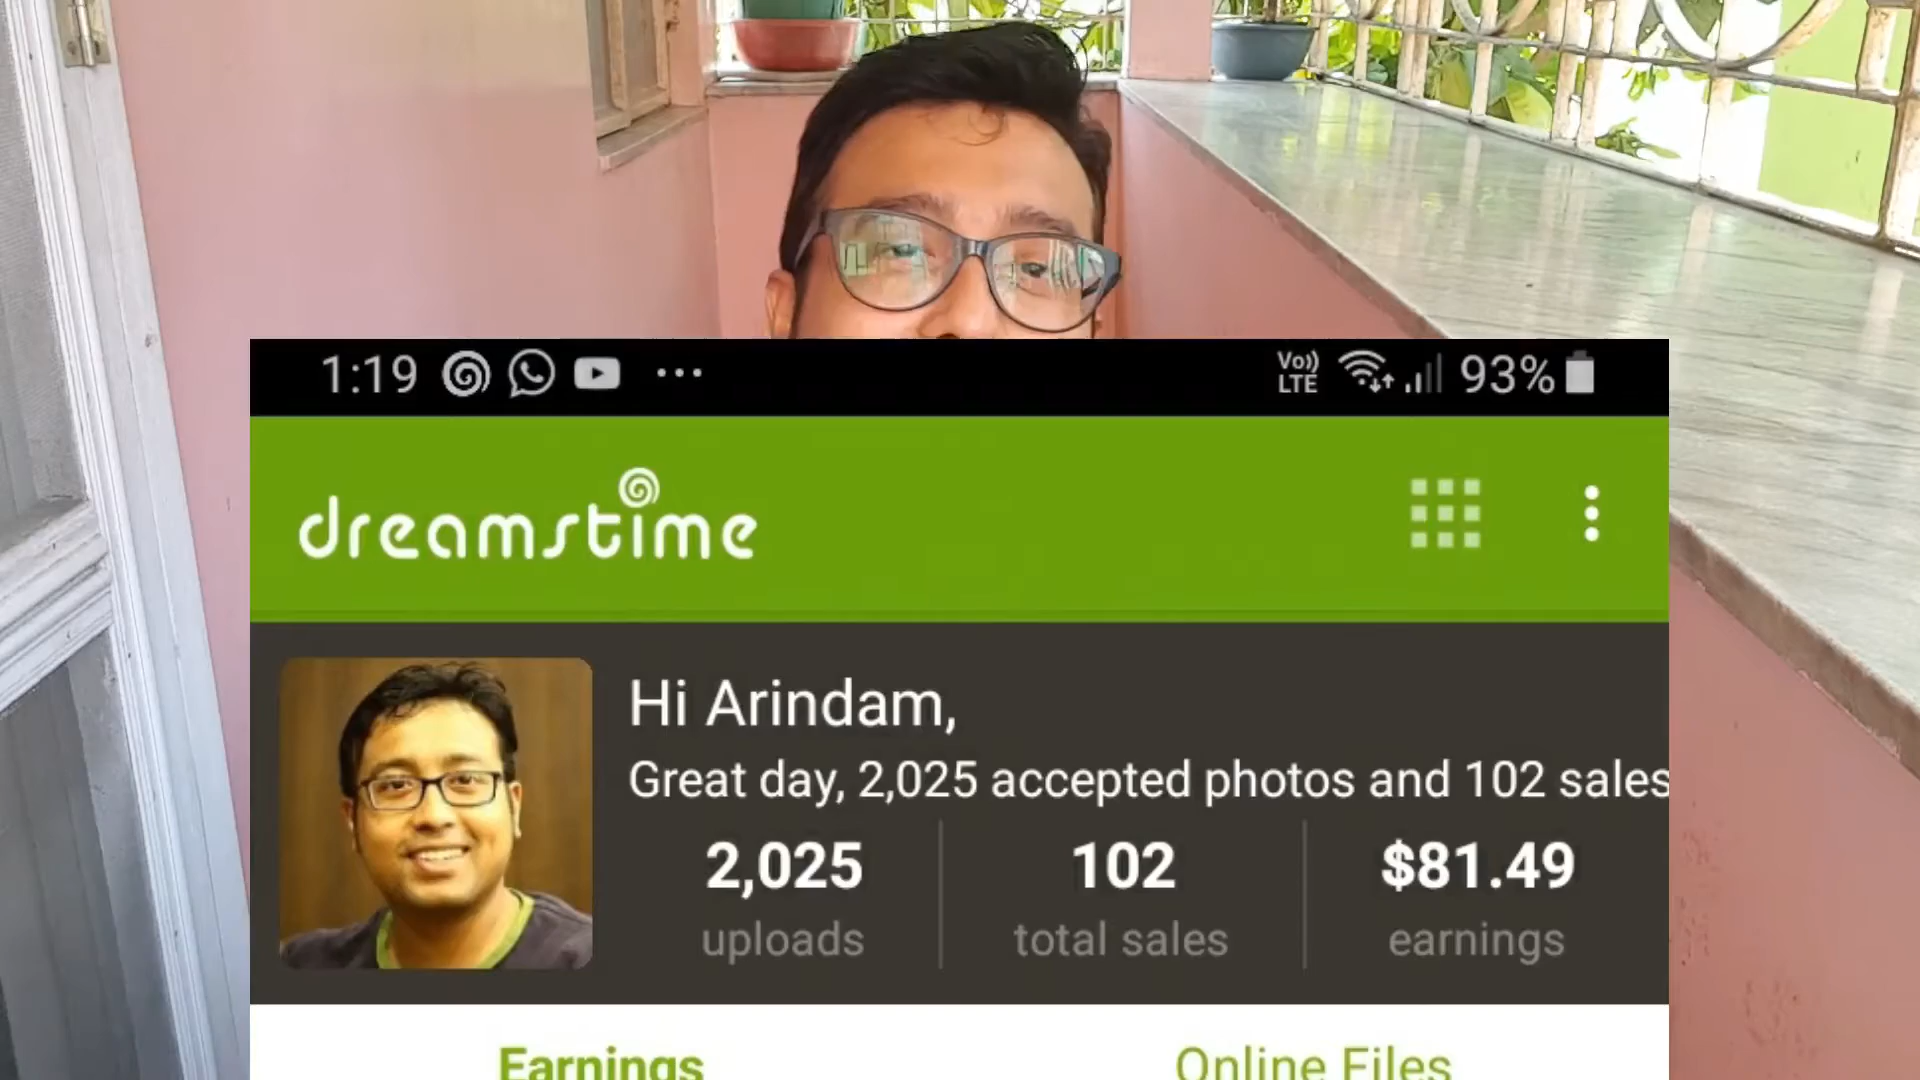 1:19
Vo)) LTE 93%
dreamstime
Hi Arindam,
Great day, 2,025 accepted photos and 102 sales
2,025 102 $81.49
uploads total sales earnings
Earnings Online Files